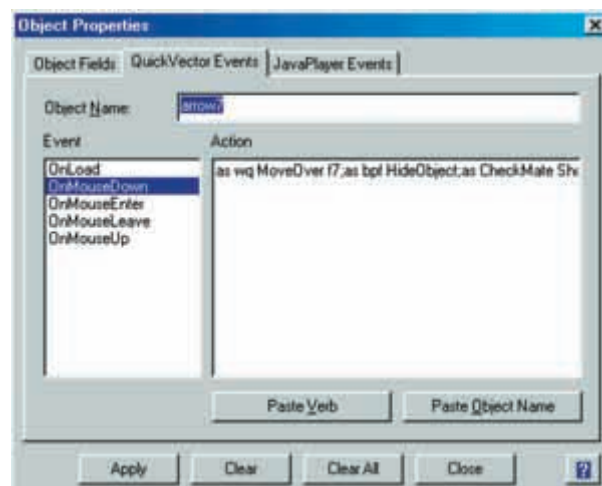 Object Properties
Object Fields QuickVector Events JavaPlayer Events
Object Name: arrow7
Event Action
OnLoad as wq MoveOver f7;as bpf HideObject;as CheckMate Sh
OnMouseDown
OnMouseEnter
OnMouseLeave
OnMouseUp
Paste Verb Paste Object Name
Apply Clear Clear All Close ?